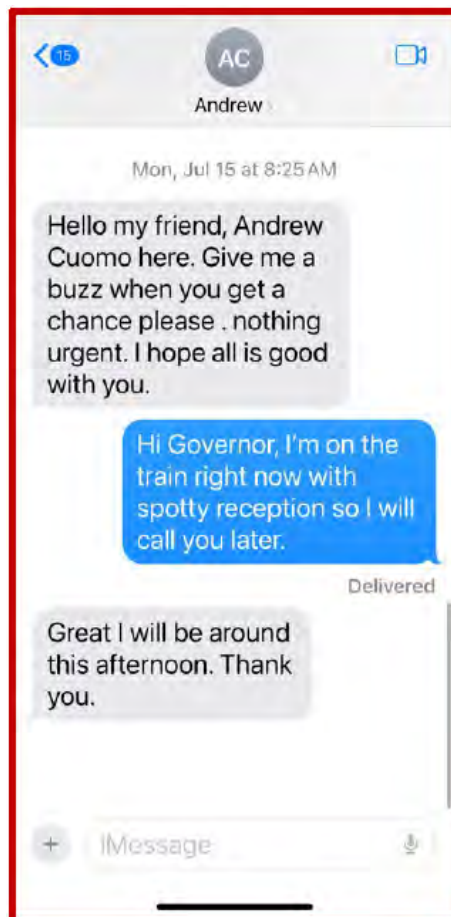 15
AC
Andrew
Mon, Jul 15 at 8:25 AM
Hello my friend, Andrew
Cuomo here. Give me a
buzz when you get a
chance please . nothing
urgent. I hope all is good
with you.
Hi Governor, I'm on the
train right now with
spotty reception so I will
call you later.
Delivered
Great I will be around
this afternoon. Thank
you.
iMessage